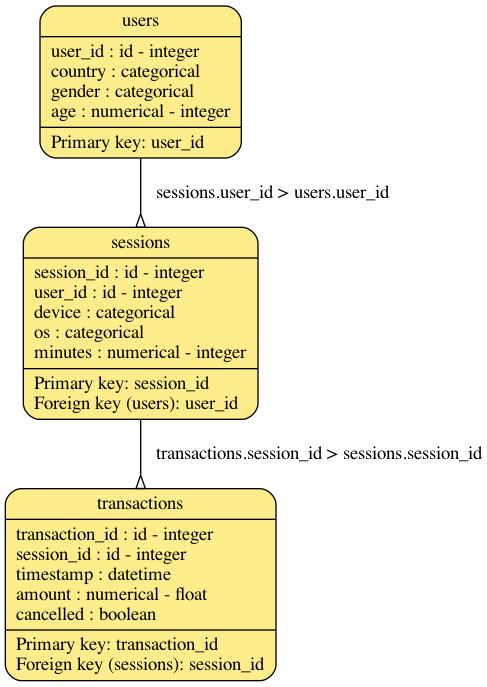 users
user_id : id - integer
country : categorical
gender : categorical
age : numerical - integer
Primary key: user_id
sessions.user_id > users.user_id
sessions
session_id : id - integer
user_id : id - integer
device : categorical
os : categorical
minutes : numerical - integer
Primary key: session_id
Foreign key (users): user_id
transactions.session_id > sessions.session_id
transactions
transaction_id : id - integer
session_id : id - integer
timestamp : datetime
amount : numerical - float
cancelled : boolean
Primary key: transaction_id
Foreign key (sessions): session_id